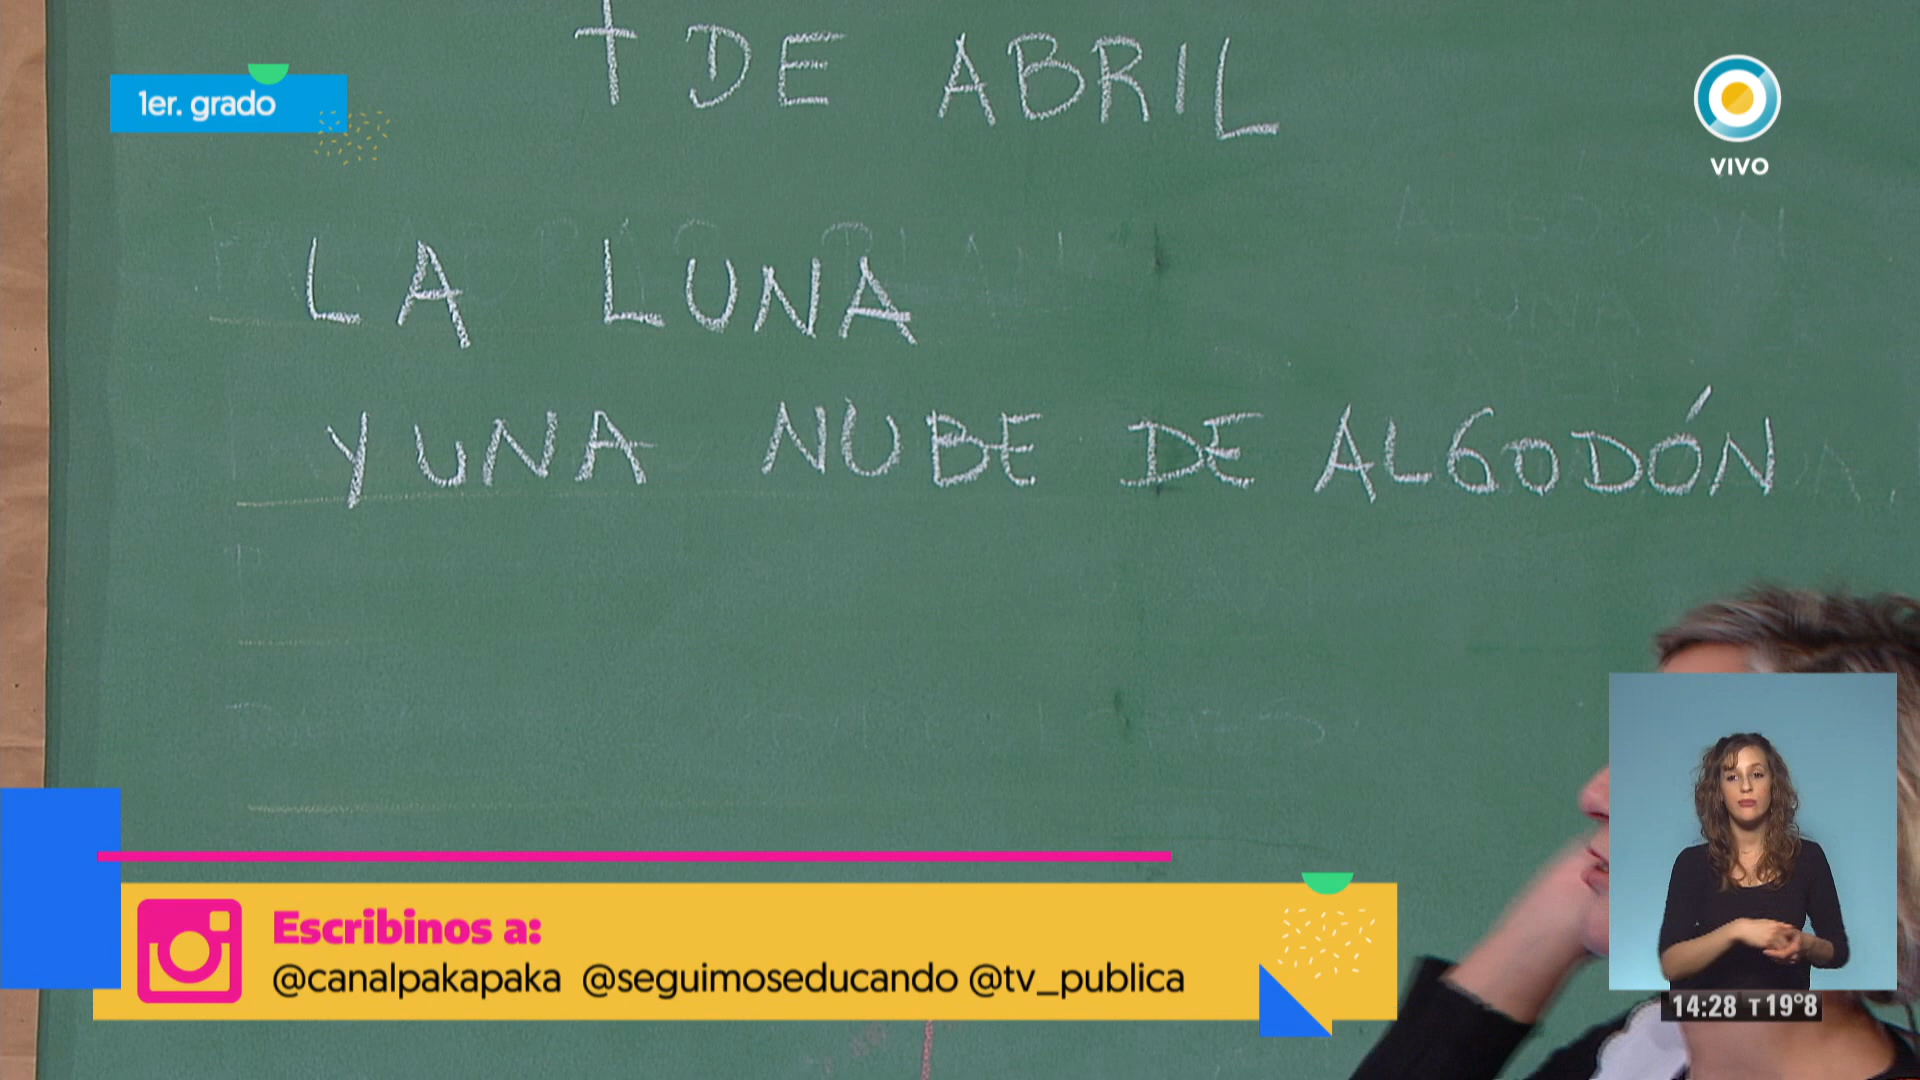 7 DE ABRIL
1er. grado
VIVO
LA LUNA
Y UNA NUBE DE ALGODÓN
Escribinos a:
@canalpakapaka @seguimoseducando @tv_publica
14:28 T 19°8